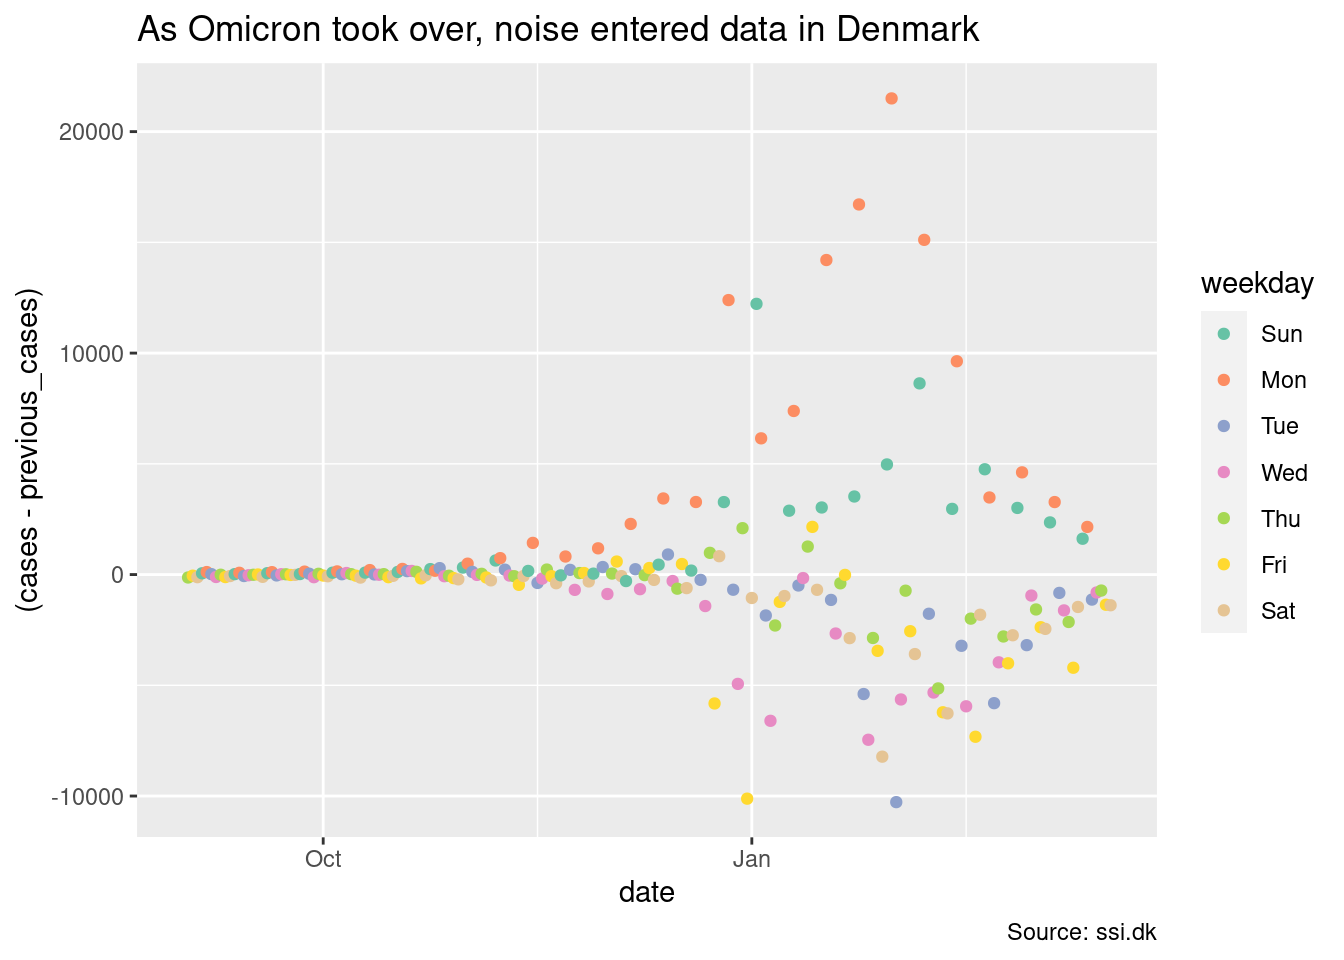 As Omicron took over, noise entered data in Denmark
(cases - previous_cases)
20000
10000
0
-10000
Oct
Jan
date
weekday
Sun
Mon
Tue
Wed
Thu
Fri
Sat
Source: ssi.dk